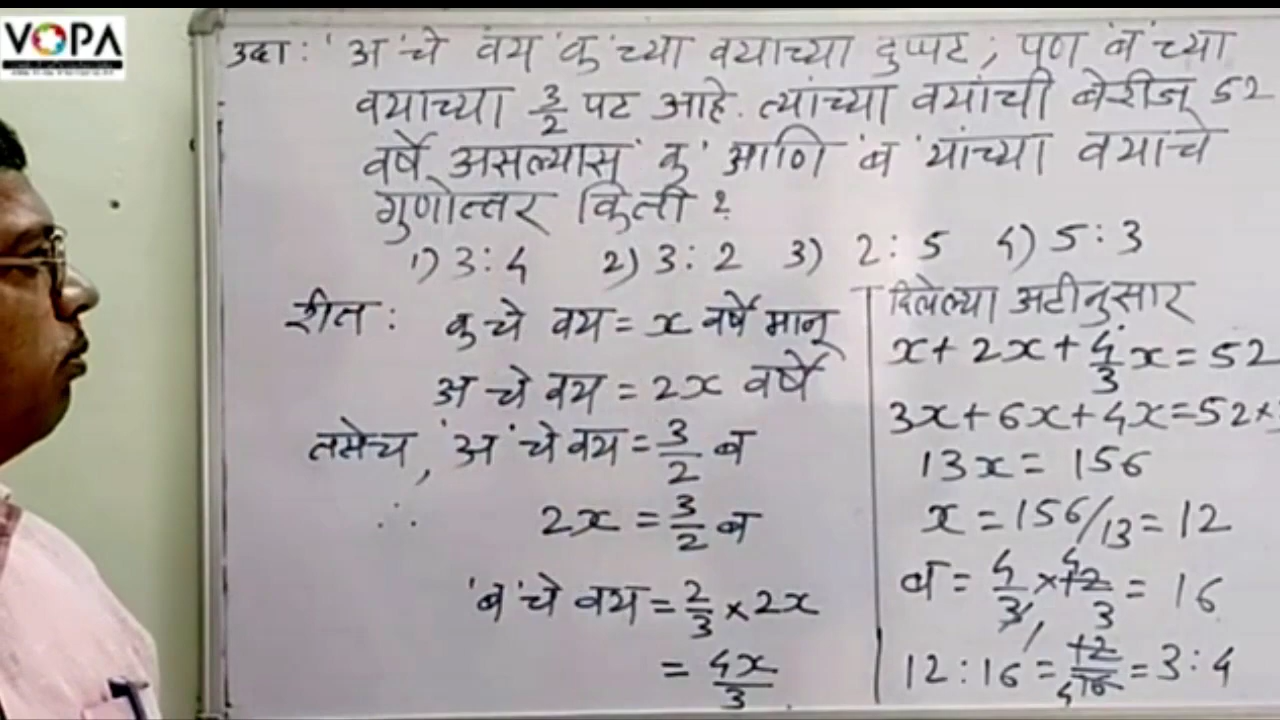 VOPA
उदा : 'अ' चे वय 'क' च्या वयाच्या दुप्पट, पण 'ब' च्या
वयाच्या 3/2 पट आहे. त्यांच्या वयांची बेरीज 52
वर्षे असल्यास 'क' आणि 'ब' यांच्या वयाचे
गुणोत्तर किती ?
1) 3:4 2) 3:2 3) 2:5 4) 5:3
रीत : क चे वय = x वर्षे मानू
अ चे वय = 2x वर्षे
तसेच, 'अ' चे वय = 3/2 ब
∴ 2x = 3/2 ब
'ब' चे वय = 2/3 × 2x
= 4x/3
दिलेल्या अटीनुसार
x + 2x + 4/3 x = 52
3x + 6x + 4x = 52 ×
13x = 156
x = 156/13 = 12
ब = 4/3 × 12/3 = 16
12 : 16 = 12/16 = 3 : 4